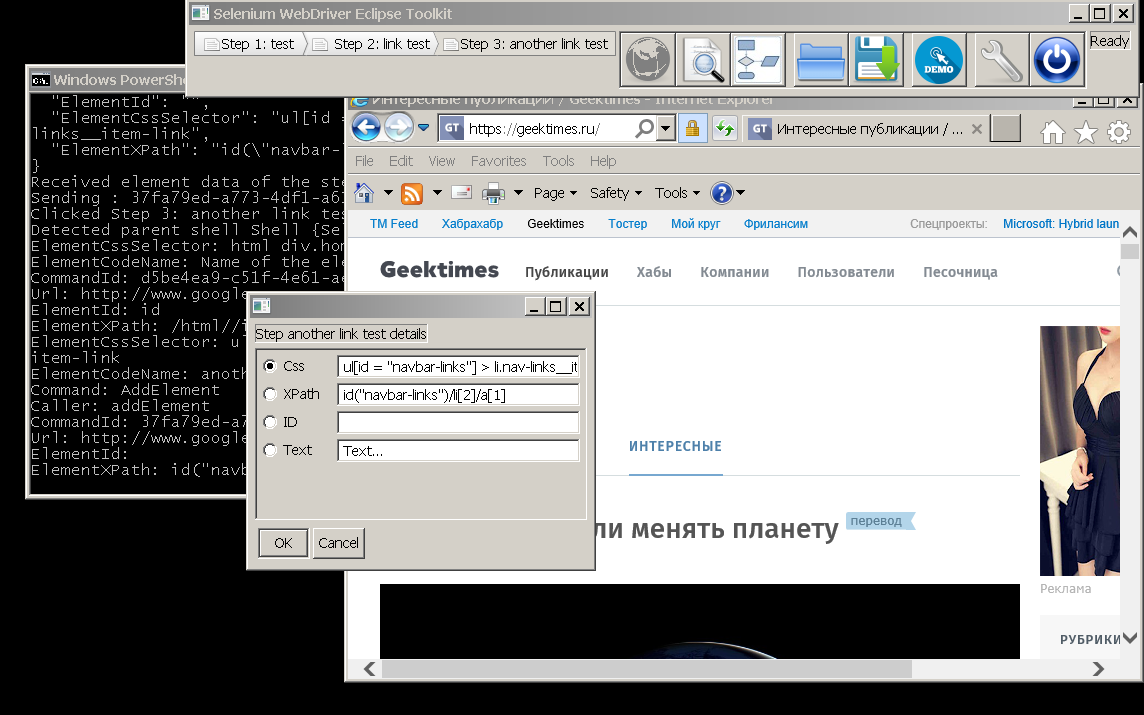 Selenium WebDriver Eclipse Toolkit
Step 1: test
Step 2: link test
Step 3: another link test
DEMO
Ready
Windows PowerShe
"ElementId": "",
"ElementCssSelector": "ul[id =
links__item-link",
"ElementXPath": "id(\"navbar-l
}
Received element data of the ste
Sending : 37fa79ed-a773-4df1-a6
Clicked Step 3: another link tes
Detected parent shell Shell {Se
ElementCssSelector: html div.hom
ElementCodeName: Name of the ele
CommandId: d5be4ea9-c51f-4e61-ae
Url: http://www.google
ElementId: id
ElementXPath: /html//i
ElementCssSelector: ul
item-link
ElementCodeName: anoth
Command: AddElement
Caller: addElement
CommandId: 37fa79ed-a7
Url: http://www.google
ElementId:
ElementXPath: id("navb
Интересные публикации / Geektimes - Internet Explorer
GT https://geektimes.ru/
GT Интересные публикации / ...
File Edit View Favorites Tools Help
Page Safety Tools
TM Feed Хабрахабр Geektimes Тостер Мой круг Фрилансим Спецпроекты: Microsoft: Hybrid laun
Geektimes Публикации Хабы Компании Пользователи Песочница
ИНТЕРЕСНЫЕ
ли менять планету перевод
Реклама
РУБРИКИ
Step another link test details
Css ul[id = "navbar-links"] > li.nav-links__it
XPath id("navbar-links")/li[2]/a[1]
ID
Text Text...
OK Cancel